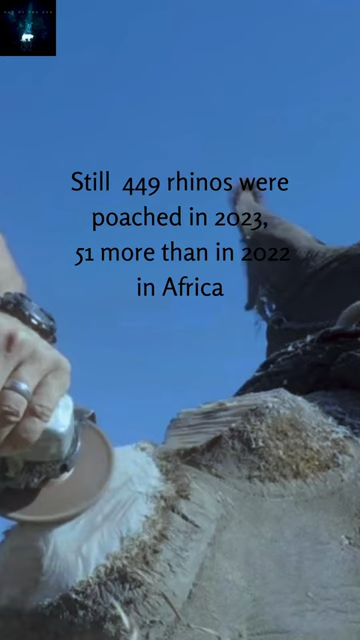 Still 449 rhinos were
poached in 2023,
51 more than in 2022
in Africa